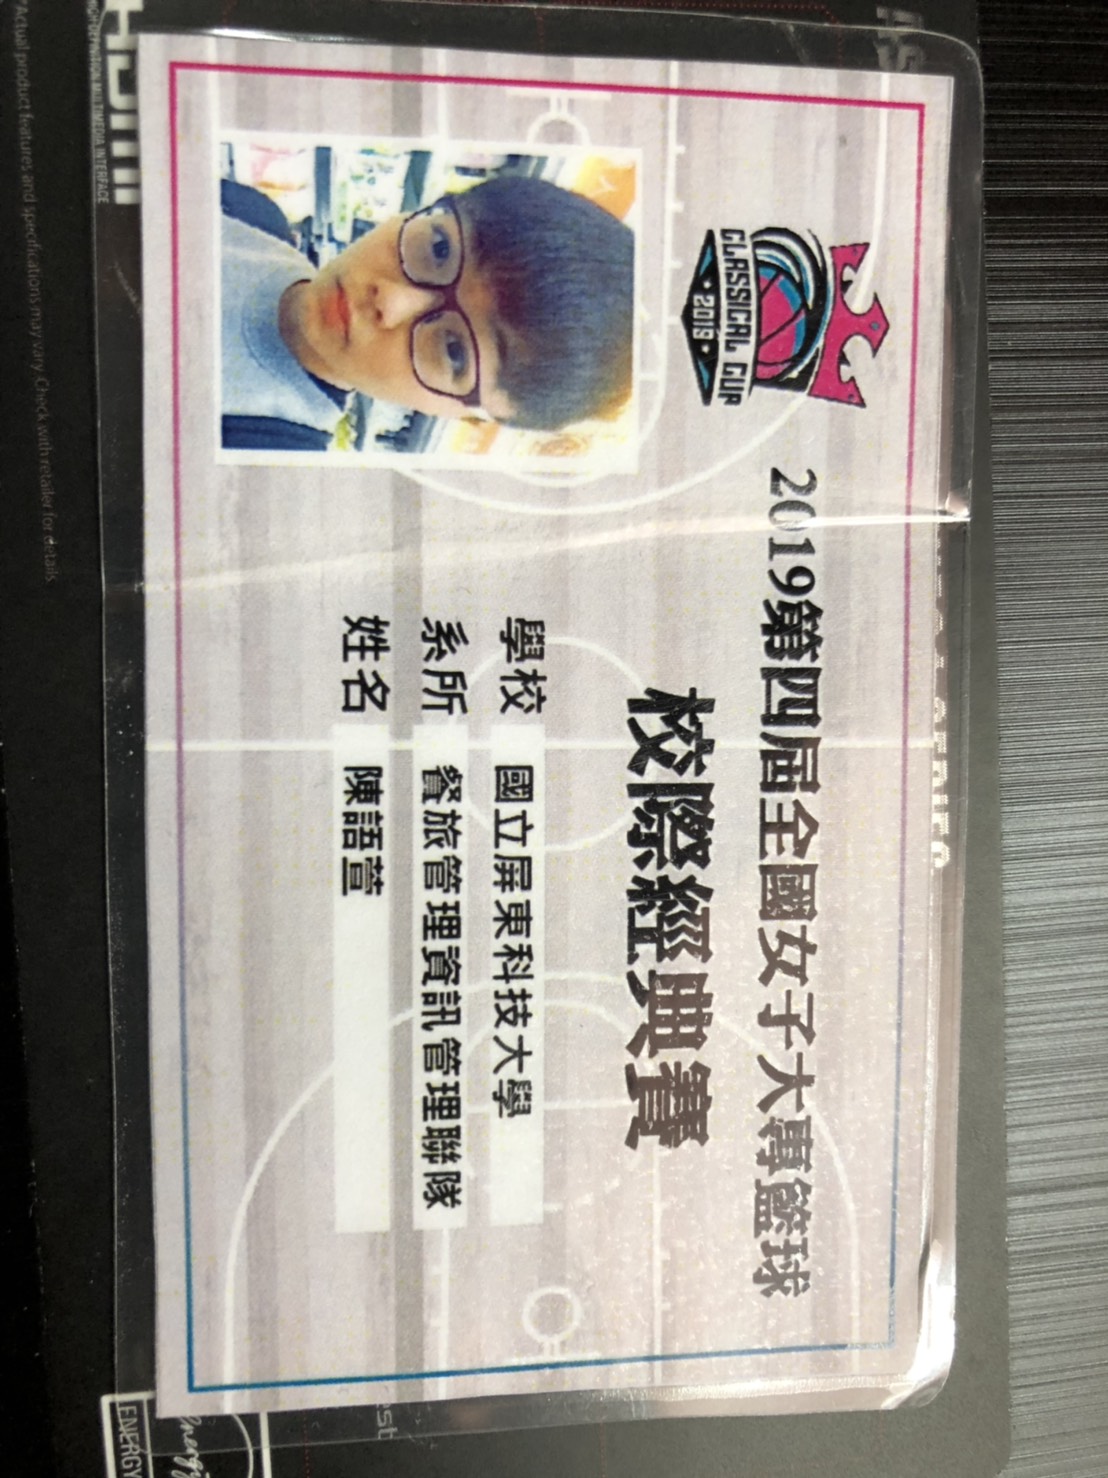 CLASSICAL CUP
2019
2019第四屆全國女子大專籃球
校際經典賽
學校 國立屏東科技大學
系所 餐旅管理資訊管理聯隊
姓名 陳語萱
HDMI
HIGH-DEFINITION MULTIMEDIA INTERFACE
Energy
ENERGY
*Actual product features and specifications may vary. Check with retailer for details.